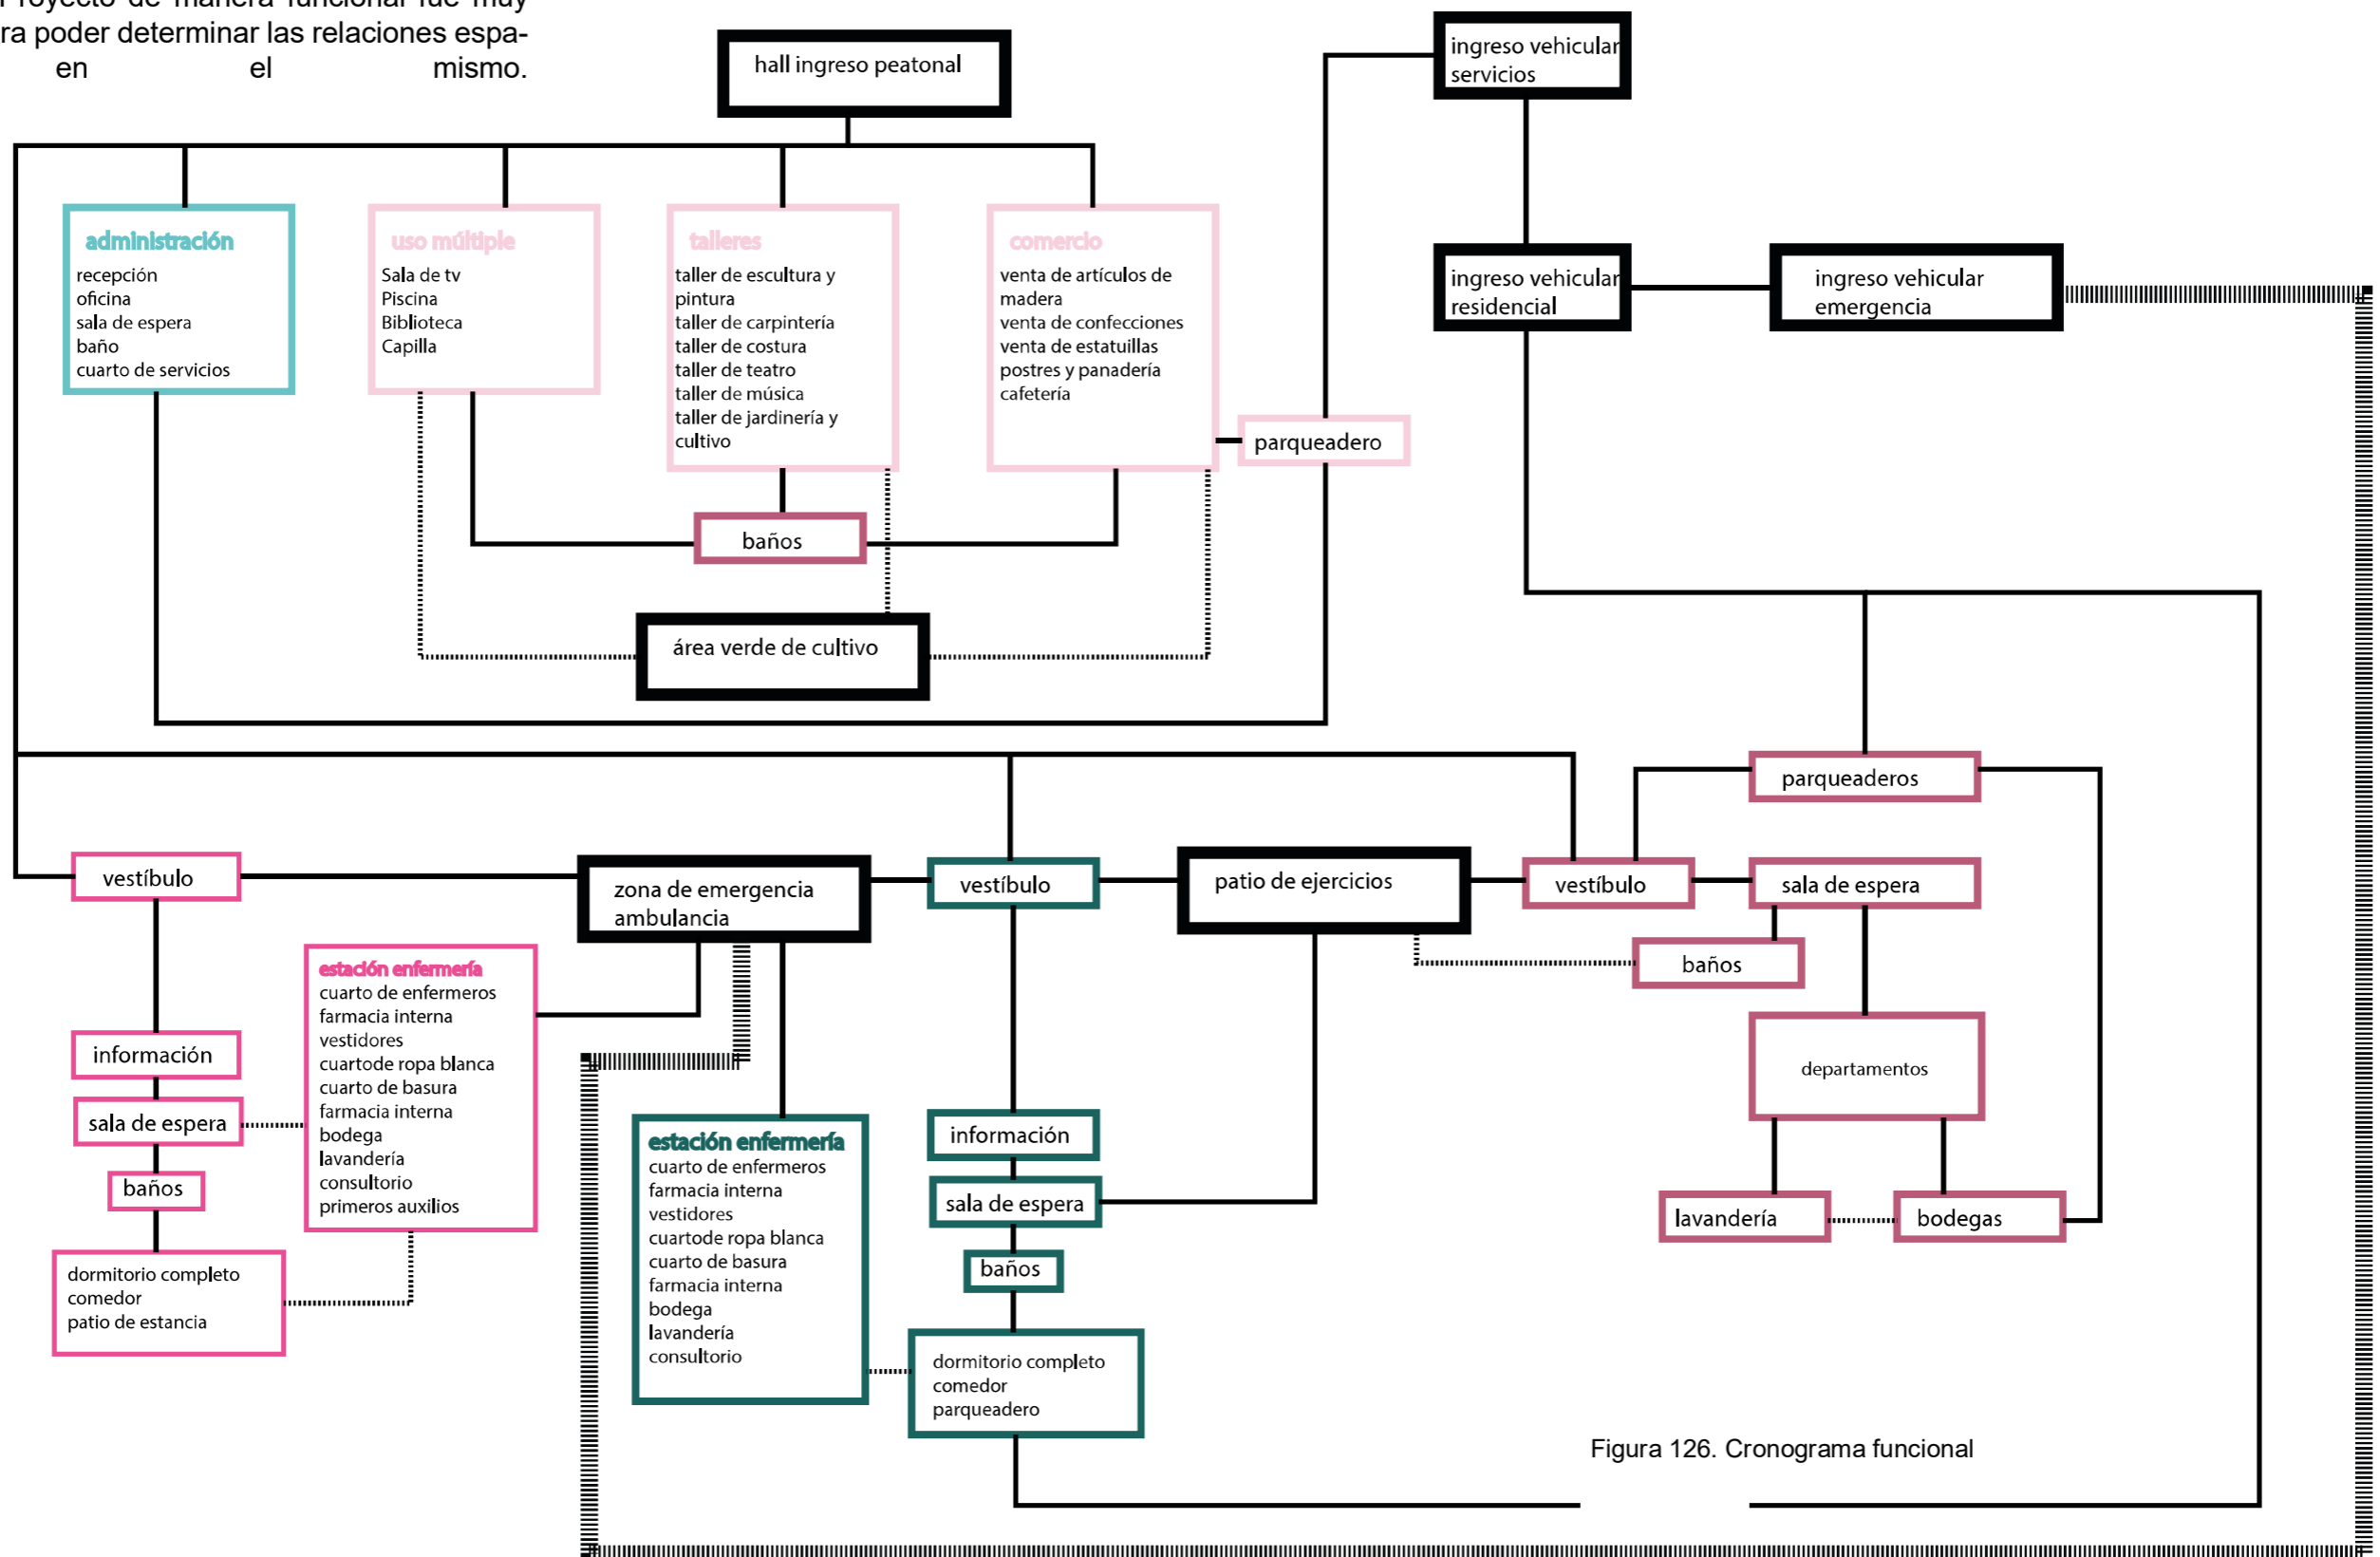 Proyecto de manera funcional fue muy
ra poder determinar las relaciones espa-
en el mismo.
hall ingreso peatonal
ingreso vehicular
servicios
administración
recepción
oficina
sala de espera
baño
cuarto de servicios
uso múltiple
Sala de tv
Piscina
Biblioteca
Capilla
talleres
taller de escultura y
pintura
taller de carpintería
taller de costura
taller de teatro
taller de música
taller de jardinería y
cultivo
comercio
venta de artículos de
madera
venta de confecciones
venta de estatuillas
postres y panadería
cafetería
parqueadero
ingreso vehicular
residencial
ingreso vehicular
emergencia
baños
área verde de cultivo
parqueaderos
vestíbulo
zona de emergencia
ambulancia
vestíbulo
patio de ejercicios
vestíbulo
sala de espera
baños
departamentos
lavandería
bodegas
información
sala de espera
baños
dormitorio completo
comedor
patio de estancia
estación enfermería
cuarto de enfermeros
farmacia interna
vestidores
cuartode ropa blanca
cuarto de basura
farmacia interna
bodega
lavandería
consultorio
primeros auxilios
estación enfermería
cuarto de enfermeros
farmacia interna
vestidores
cuartode ropa blanca
cuarto de basura
farmacia interna
bodega
lavandería
consultorio
información
sala de espera
baños
dormitorio completo
comedor
parqueadero
Figura 126. Cronograma funcional